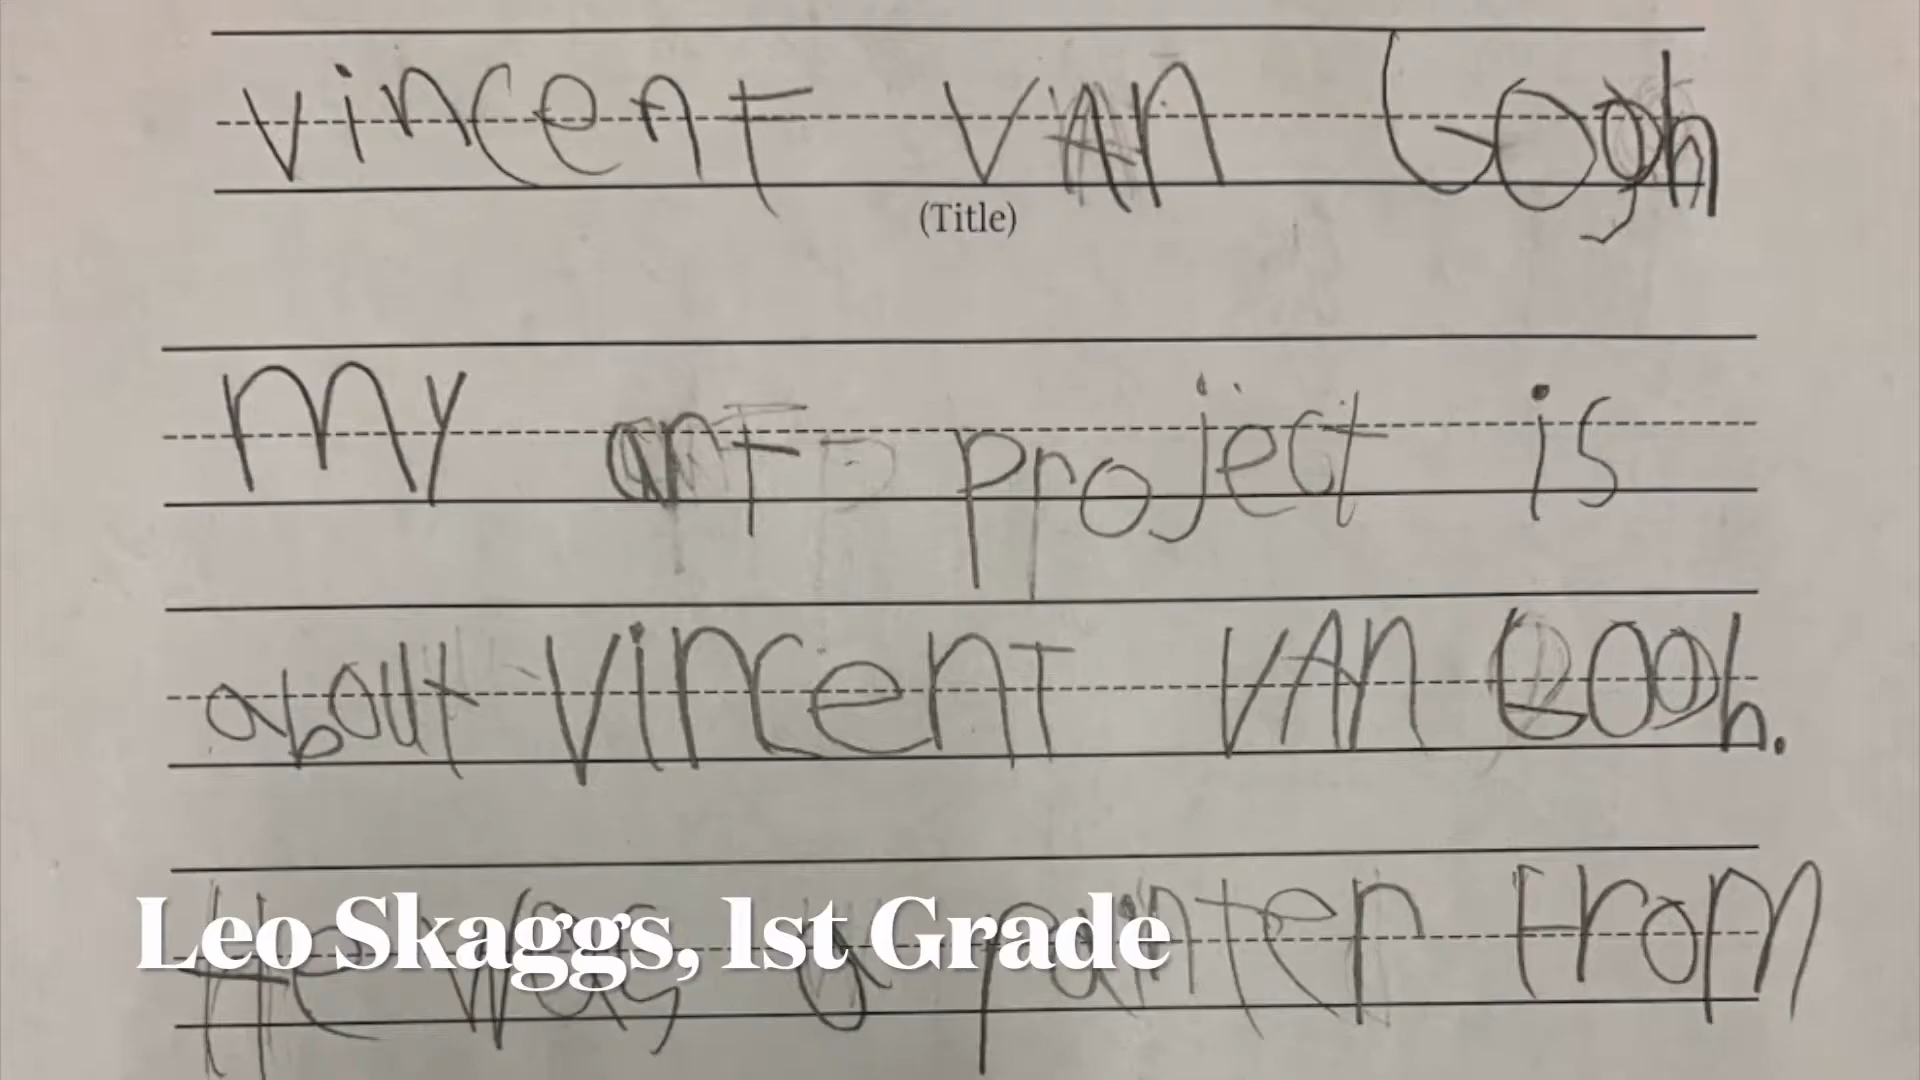 vincent VAn Gogh
(Title)
My art project is
about Vincent VAn Gogh.
He was a painter From
Leo Skaggs, 1st Grade